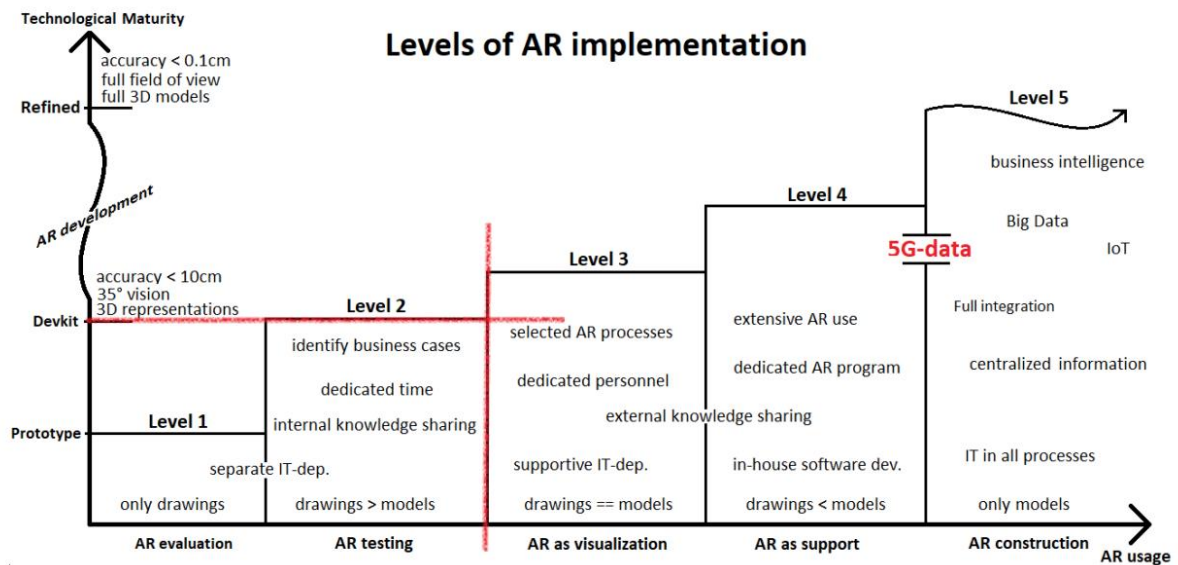 Technological Maturity
Levels of AR implementation
accuracy < 0.1cm
full field of view
full 3D models
Refined
AR development
accuracy < 10cm
35° vision
3D representations
Devkit
Prototype
Level 1
separate IT-dep.
only drawings
AR evaluation
Level 2
identify business cases
dedicated time
internal knowledge sharing
drawings > models
AR testing
Level 3
selected AR processes
dedicated personnel
external knowledge sharing
supportive IT-dep.
drawings == models
AR as visualization
Level 4
extensive AR use
dedicated AR program
in-house software dev.
drawings < models
AR as support
5G-data
Level 5
business intelligence
Big Data
IoT
Full integration
centralized information
IT in all processes
only models
AR construction
AR usage